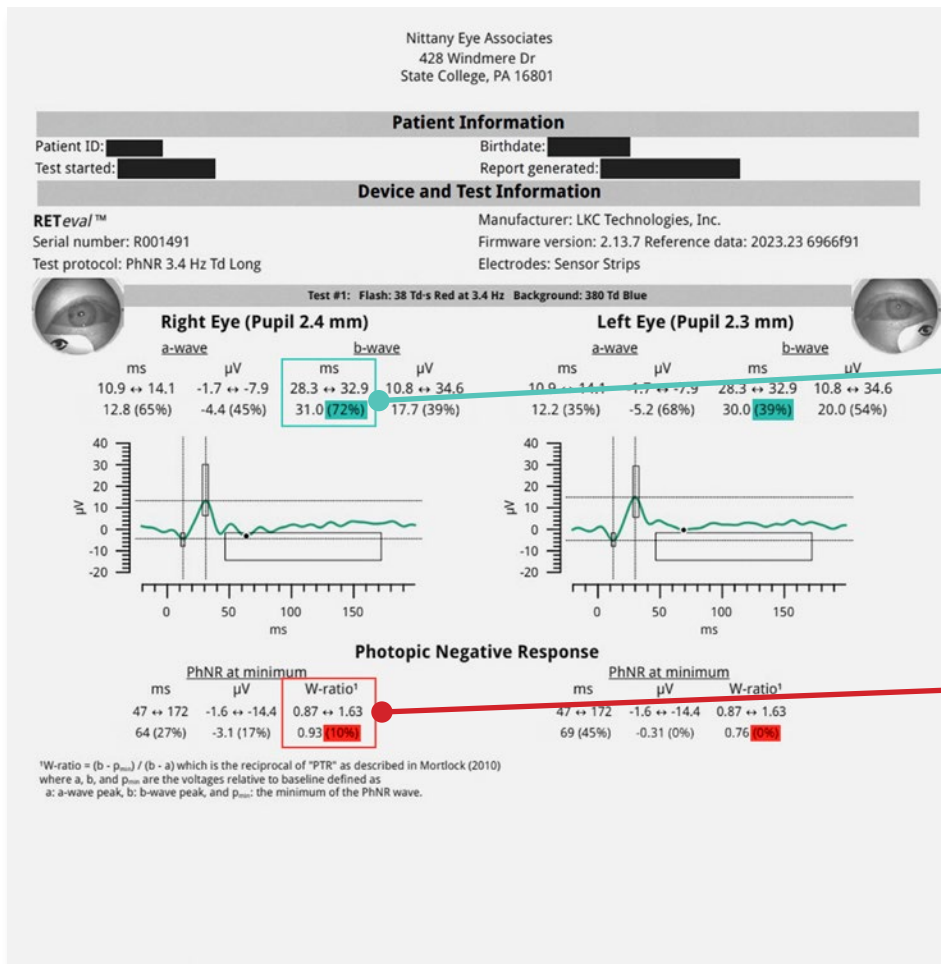 Nittany Eye Associates
428 Windmere Dr
State College, PA 16801
Patient Information
Patient ID:
Birthdate:
Test started:
Report generated:
Device and Test Information
RETeval™
Manufacturer: LKC Technologies, Inc.
Serial number: R001491
Firmware version: 2.13.7 Reference data: 2023.23 6966f91
Test protocol: PhNR 3.4 Hz Td Long
Electrodes: Sensor Strips
Test #1: Flash: 38 Td-s Red at 3.4 Hz Background: 380 Td Blue
Right Eye (Pupil 2.4 mm)
a-wave b-wave
ms µV ms µV
10.9 ↔ 14.1 -1.7 ↔ -7.9 28.3 ↔ 32.9 10.8 ↔ 34.6
12.8 (65%) -4.4 (45%) 31.0 (72%) 17.7 (39%)
40
30
20
10
0
-10
-20
µV
0 50 100 150
ms
Left Eye (Pupil 2.3 mm)
a-wave b-wave
ms µV ms µV
10.9 ↔ 14.1 -1.7 ↔ -7.9 28.3 ↔ 32.9 10.8 ↔ 34.6
12.2 (35%) -5.2 (68%) 30.0 (39%) 20.0 (54%)
40
30
20
10
0
-10
-20
µV
0 50 100 150
ms
Photopic Negative Response
PhNR at minimum
ms µV W-ratio¹
47 ↔ 172 -1.6 ↔ -14.4 0.87 ↔ 1.63
64 (27%) -3.1 (17%) 0.93 (10%)
PhNR at minimum
ms µV W-ratio¹
47 ↔ 172 -1.6 ↔ -14.4 0.87 ↔ 1.63
69 (45%) -0.31 (0%) 0.76 (0%)
¹W-ratio = (b - pₘᵢₙ) / (b - a) which is the reciprocal of "PTR" as described in Mortlock (2010)
where a, b, and pₘᵢₙ are the voltages relative to baseline defined as
a: a-wave peak, b: b-wave peak, and pₘᵢₙ: the minimum of the PhNR wave.